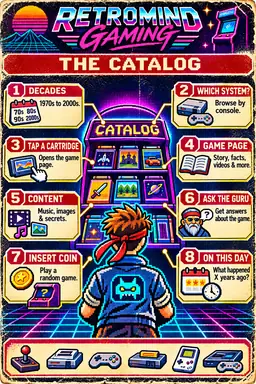 RETROMIND
GAMING
THE CATALOG
1 DECADES
70s 80s
90s 2000s
1970s to 2000s.
2 WHICH SYSTEM?
Browse by
console.
CATALOG
3 TAP A CARTRIDGE
Opens the game
page.
4 GAME PAGE
Story, facts,
videos & more.
5 CONTENT
Music, images
& secrets.
6 ASK THE GURU
?
Get answers
about the game.
7 INSERT COIN
Play a
random game.
8 ON THIS DAY
?
What happened
X years ago?